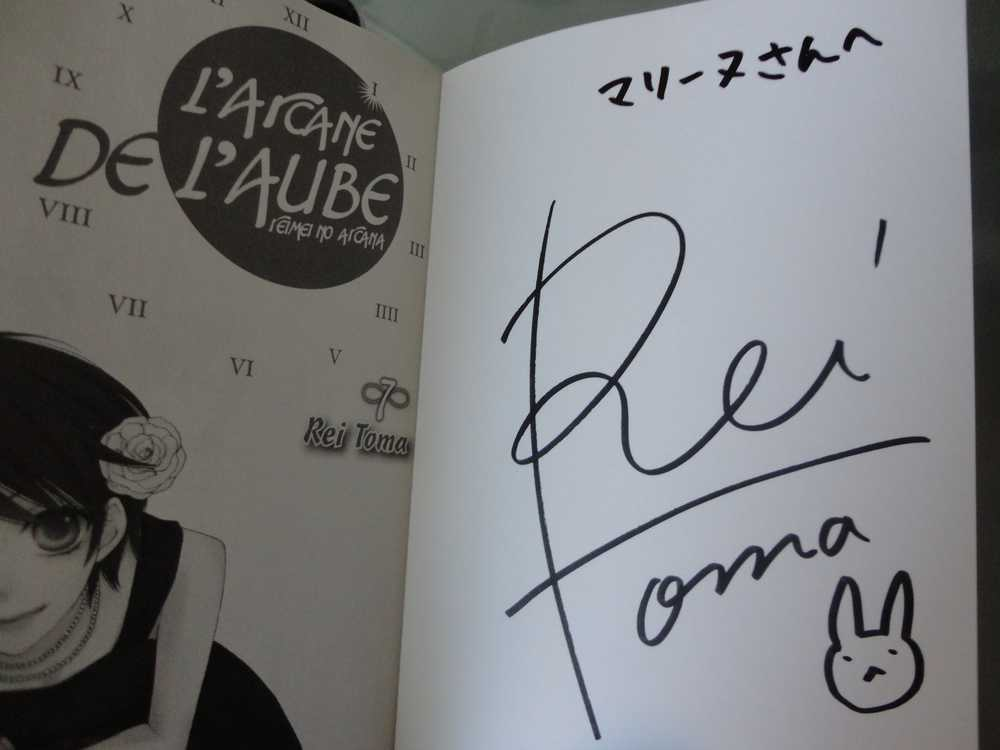 X
XII
IX
I
L'ARCANE
DE L'AUBE
REIMEI NO ARCANA
II
VIII
III
VII
IIII
VI
V
7
Rei Toma
マリーヌさんへ
Rei
Toma